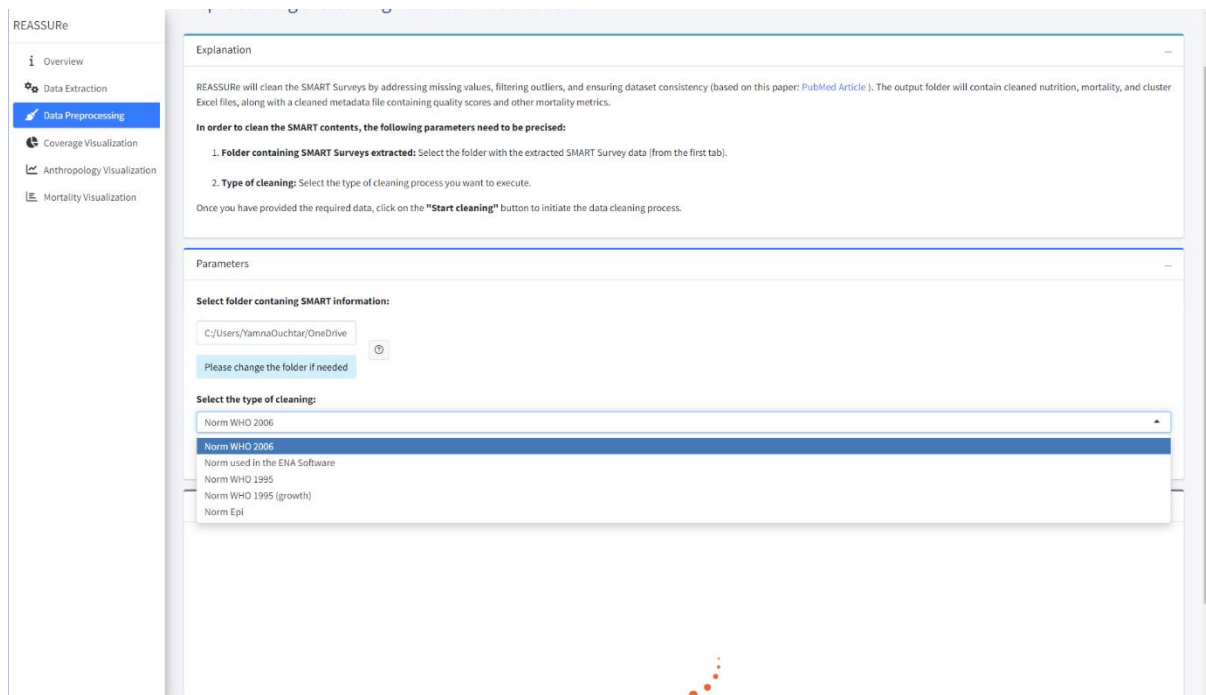 REASSURe
Overview
Data Extraction
Data Preprocessing
Coverage Visualization
Anthropology Visualization
Mortality Visualization
Explanation
REASSURe will clean the SMART Surveys by addressing missing values, filtering outliers, and ensuring dataset consistency (based on this paper: PubMed Article ). The output folder will contain cleaned nutrition, mortality, and cluster
Excel files, along with a cleaned metadata file containing quality scores and other mortality metrics.
In order to clean the SMART contents, the following parameters need to be precised:
1. Folder containing SMART Surveys extracted: Select the folder with the extracted SMART Survey data (from the first tab).
2. Type of cleaning: Select the type of cleaning process you want to execute.
Once you have provided the required data, click on the "Start cleaning" button to initiate the data cleaning process.
Parameters
Select folder contaning SMART information:
C:/Users/YamnaOuchtar/OneDrive
Please change the folder if needed
Select the type of cleaning:
Norm WHO 2006
Norm WHO 2006
Norm used in the ENA Software
Norm WHO 1995
Norm WHO 1995 (growth)
Norm Epi